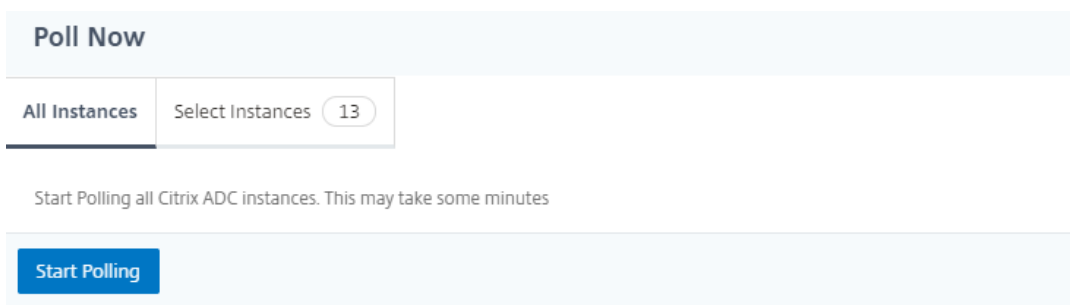 Poll Now
All Instances Select Instances 13
Start Polling all Citrix ADC instances. This may take some minutes
Start Polling